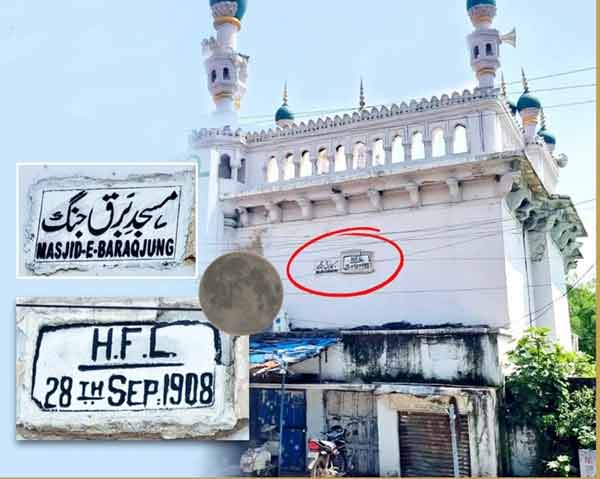 مسجد برق جنگ
MASJID-E-BARAQJUNG
H.F.L.
28TH SEP. 1908